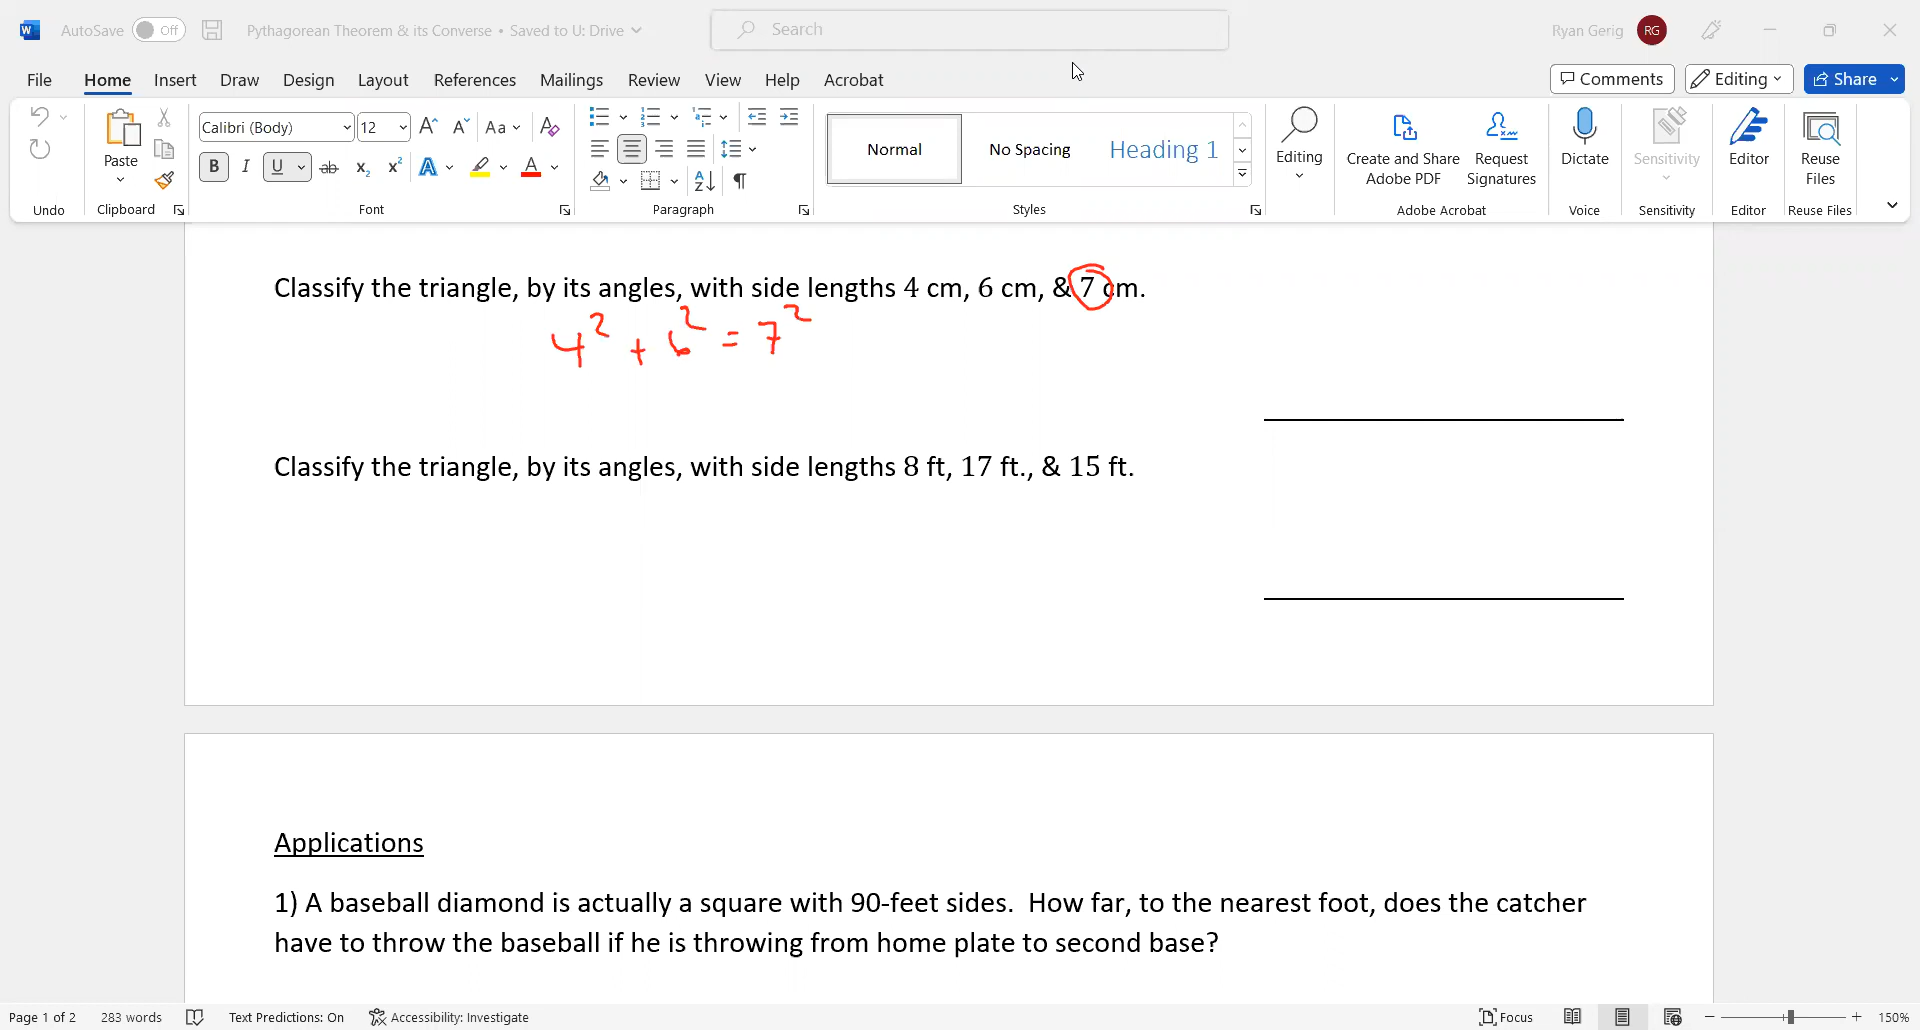 AutoSave Off Pythagorean Theorem & its Converse • Saved to U: Drive Search Ryan Gerig RG
File Home Insert Draw Design Layout References Mailings Review View Help Acrobat Comments Editing Share
Paste
Calibri (Body) 12 A A Aa A
B I U ab x₂ x² A A
Normal No Spacing Heading 1
Editing
Create and Share Adobe PDF
Request Signatures
Dictate
Sensitivity
Editor
Reuse Files
Undo Clipboard Font Paragraph Styles Adobe Acrobat Voice Sensitivity Editor Reuse Files
Classify the triangle, by its angles, with side lengths 4 cm, 6 cm, & 7 cm.
4² + 6² = 7²
Classify the triangle, by its angles, with side lengths 8 ft, 17 ft., & 15 ft.
Applications
1) A baseball diamond is actually a square with 90-feet sides. How far, to the nearest foot, does the catcher
have to throw the baseball if he is throwing from home plate to second base?
Page 1 of 2 283 words Text Predictions: On Accessibility: Investigate Focus 150%